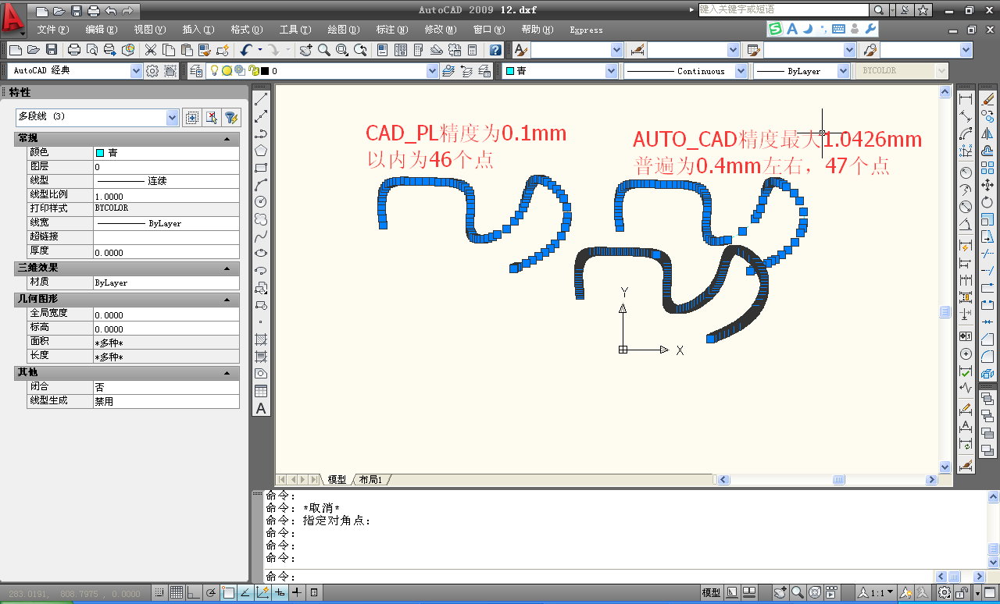 AutoCAD 2009 12.dxf
键入关键字或短语
文件(F) 编辑(E) 视图(V) 插入(I) 格式(O) 工具(T) 绘图(D) 标注(N) 修改(M) 窗口(W) 帮助(H) Express
AutoCAD 经典
0
青
Continuous
ByLayer
BYCOLOR
特性
多段线 (3)
常规
颜色 青
图层 0
线型 连续
线型比例 1.0000
打印样式 BYCOLOR
线宽 ByLayer
超链接
厚度 0.0000
三维效果
材质 ByLayer
几何图形
全局宽度 0.0000
标高 0.0000
面积 *多种*
长度 *多种*
其他
闭合 否
线型生成 禁用
CAD_PL精度为0.1mm
以内为46个点
AUTO_CAD精度最大1.0426mm
普遍为0.4mm左右，47个点
Y
X
模型 布局1
命令:
命令: *取消*
命令: 指定对角点:
命令:
命令:
命令:
命令:
283.0191, 808.7975 , 0.0000
模型
1:1